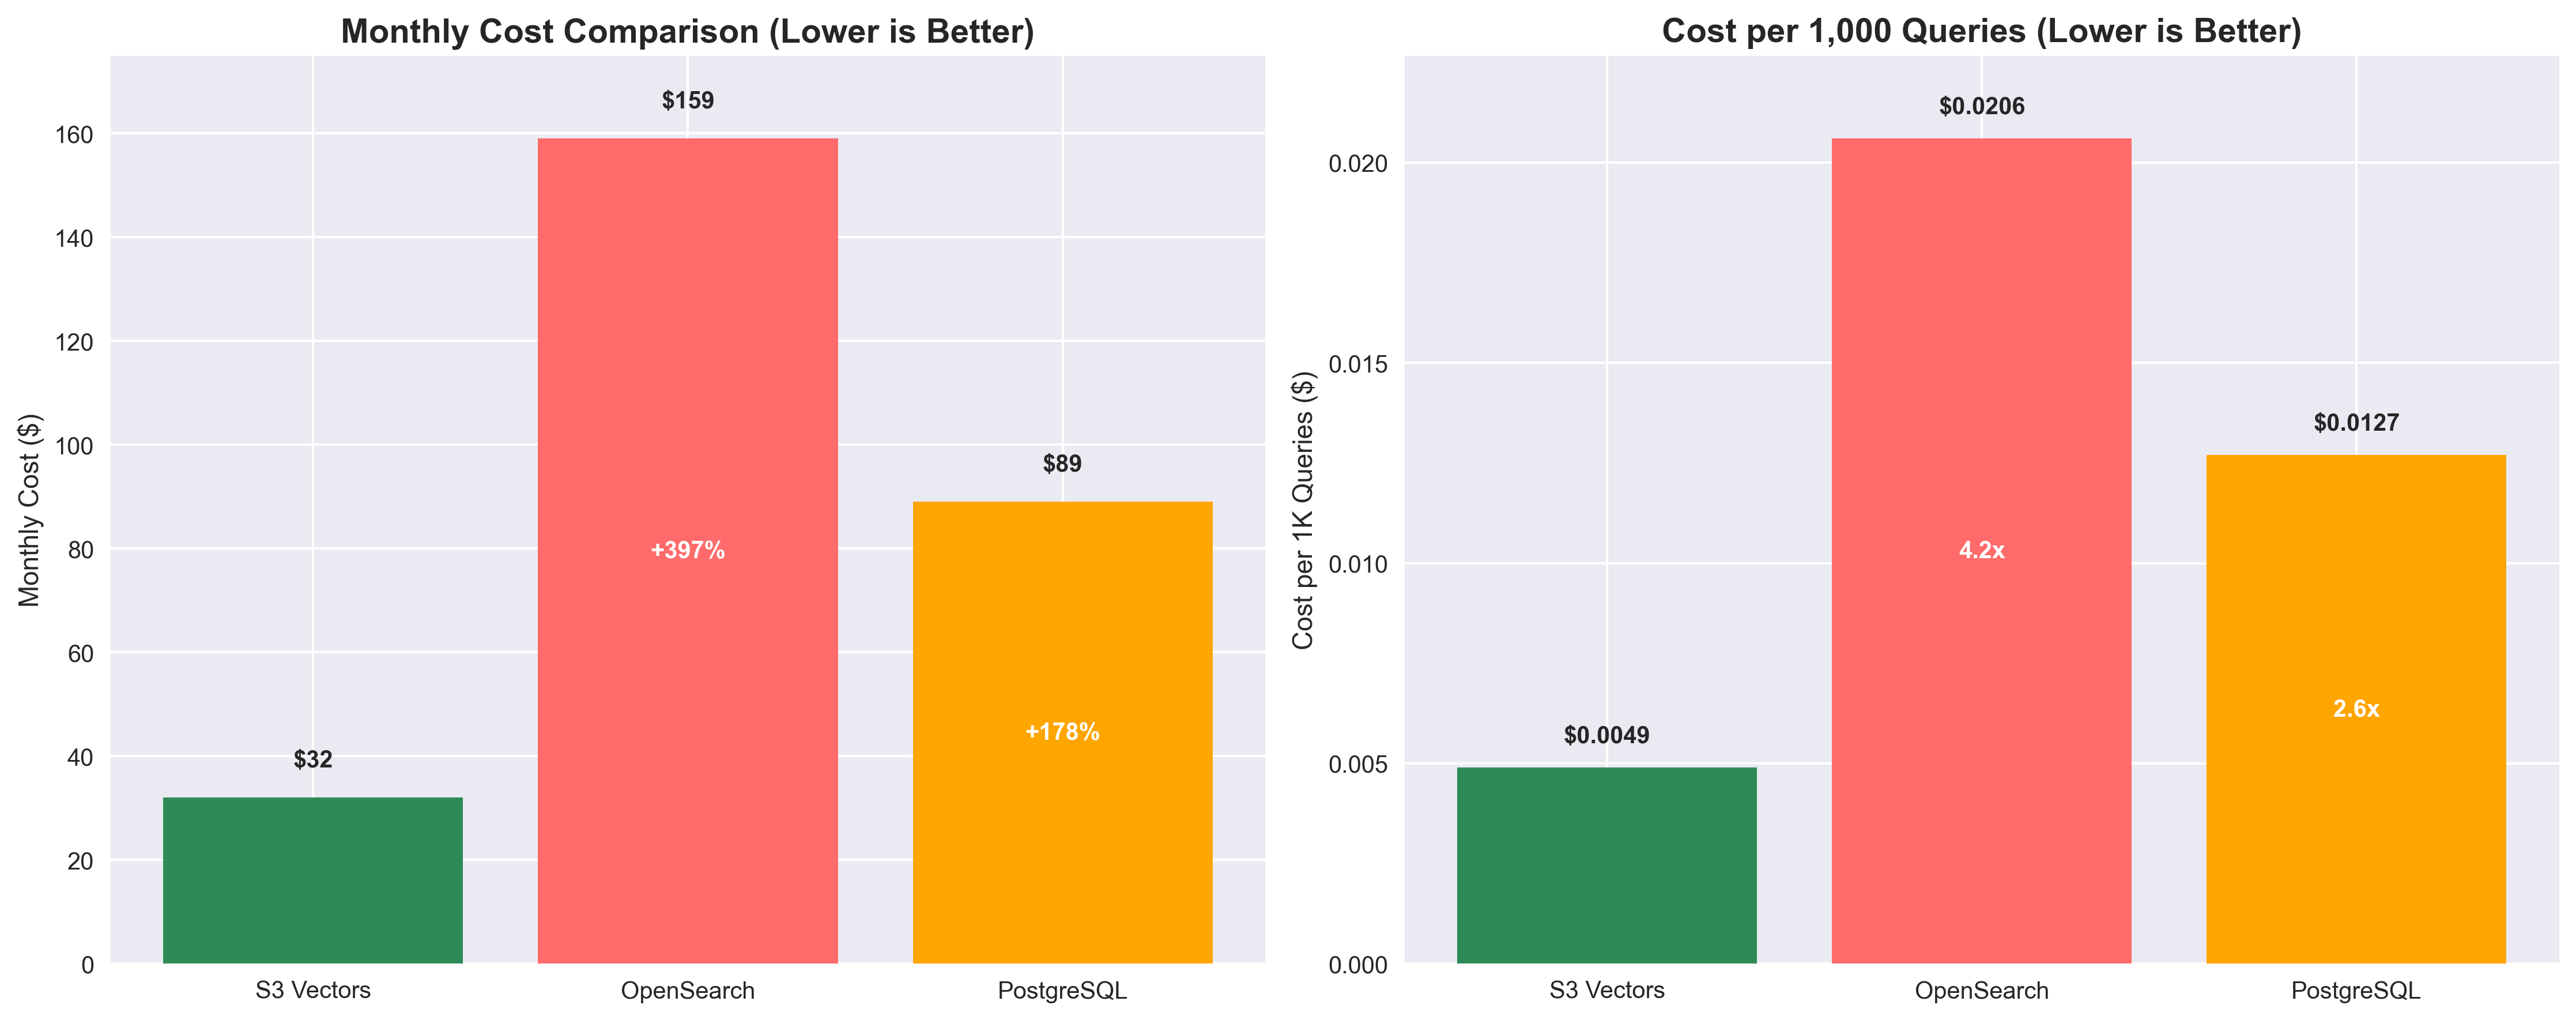 Monthly Cost Comparison (Lower is Better)
Monthly Cost ($)
160
140
120
100
80
60
40
20
0
$32
$159
+397%
$89
+178%
S3 Vectors
OpenSearch
PostgreSQL
Cost per 1,000 Queries (Lower is Better)
Cost per 1K Queries ($)
0.020
0.015
0.010
0.005
0.000
$0.0049
$0.0206
4.2x
$0.0127
2.6x
S3 Vectors
OpenSearch
PostgreSQL